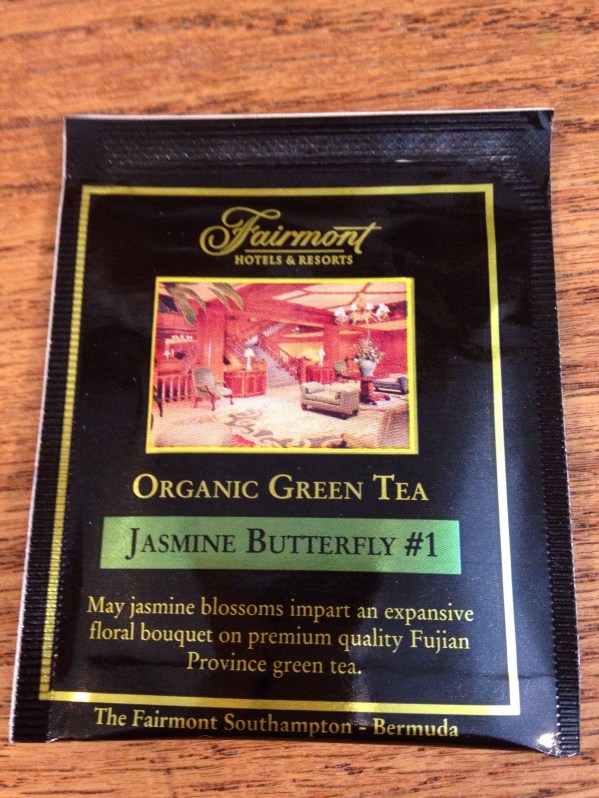 Fairmont
HOTELS & RESORTS
ORGANIC GREEN TEA
JASMINE BUTTERFLY #1
May jasmine blossoms impart an expansive
floral bouquet on premium quality Fujian
Province green tea.
The Fairmont Southampton - Bermuda